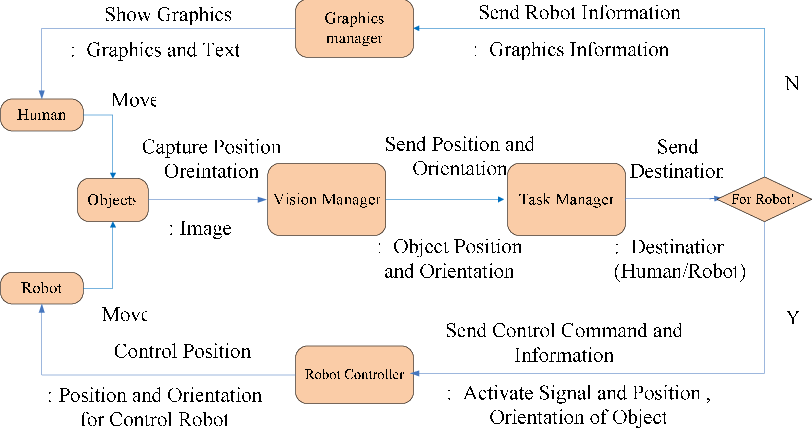 Show Graphics
: Graphics and Text
Graphics
manager
Send Robot Information
: Graphics Information
N
Human
Move
Capture Position
Oreintation
Send Position and
Orientation
Send
Destination
Objects
Vision Manager
Task Manager
For Robot?
: Image
: Object Position
and Orientation
: Destination
(Human/Robot)
Robot
Move
Y
Control Position
Send Control Command and
Information
Robot Controller
: Position and Orientation
for Control Robot
: Activate Signal and Position ,
Orientation of Object